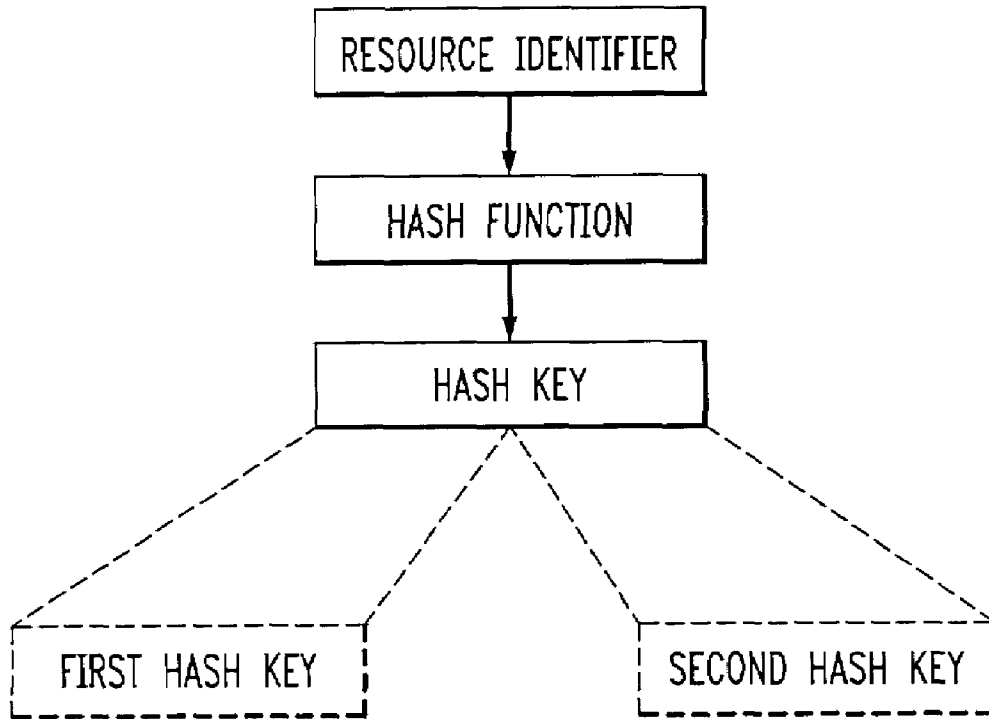 RESOURCE IDENTIFIER
HASH FUNCTION
HASH KEY
FIRST HASH KEY
SECOND HASH KEY